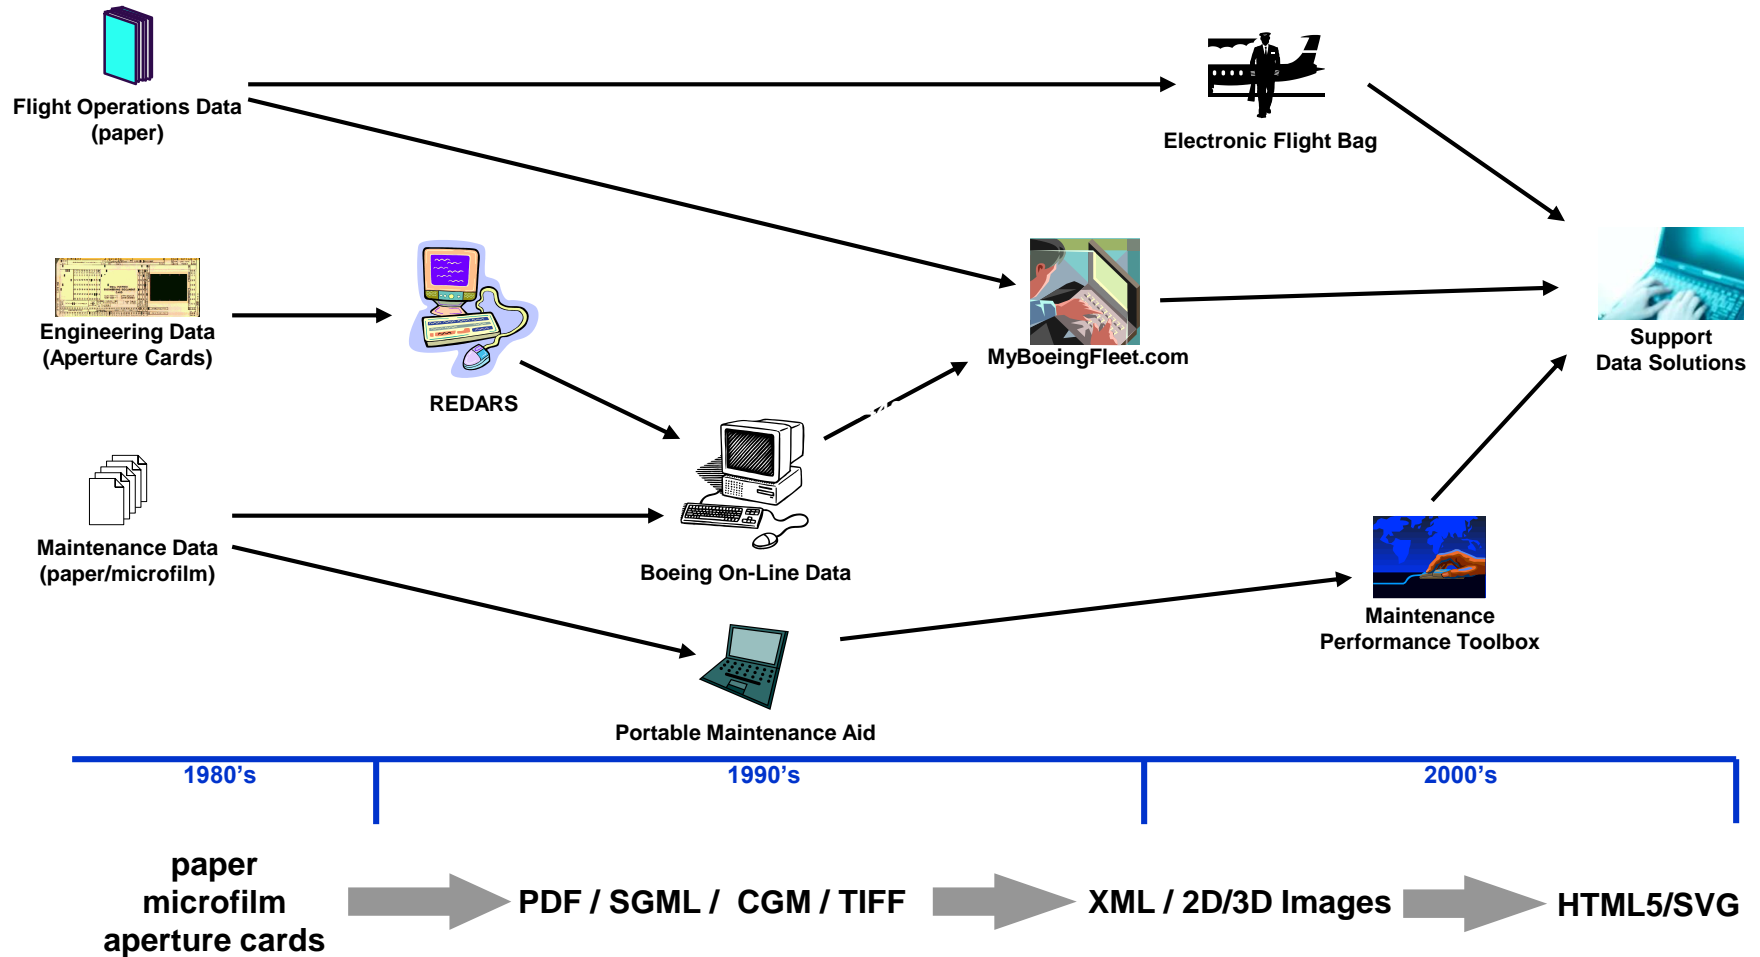 Flight Operations Data
(paper)
Electronic Flight Bag
Engineering Data
(Aperture Cards)
REDARS
MyBoeingFleet.com
Support
Data Solutions
Maintenance Data
(paper/microfilm)
Boeing On-Line Data
Maintenance
Performance Toolbox
Portable Maintenance Aid
1980’s
1990’s
2000’s
paper
microfilm
aperture cards
PDF / SGML / CGM / TIFF
XML / 2D/3D Images
HTML5/SVG